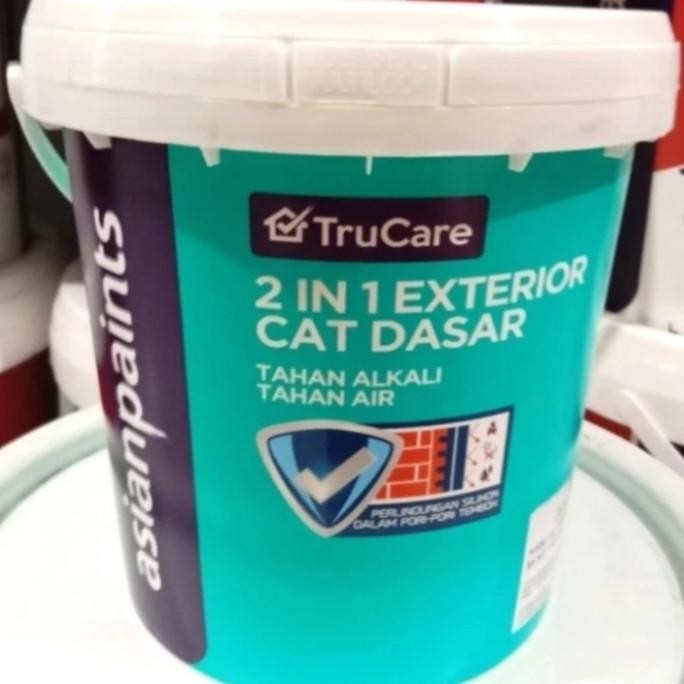 asianpaints
TruCare
2 IN 1 EXTERIOR
CAT DASAR
TAHAN ALKALI
TAHAN AIR
PERLINDUNGAN SILIKON
DALAM PORI-PORI TEMBOK